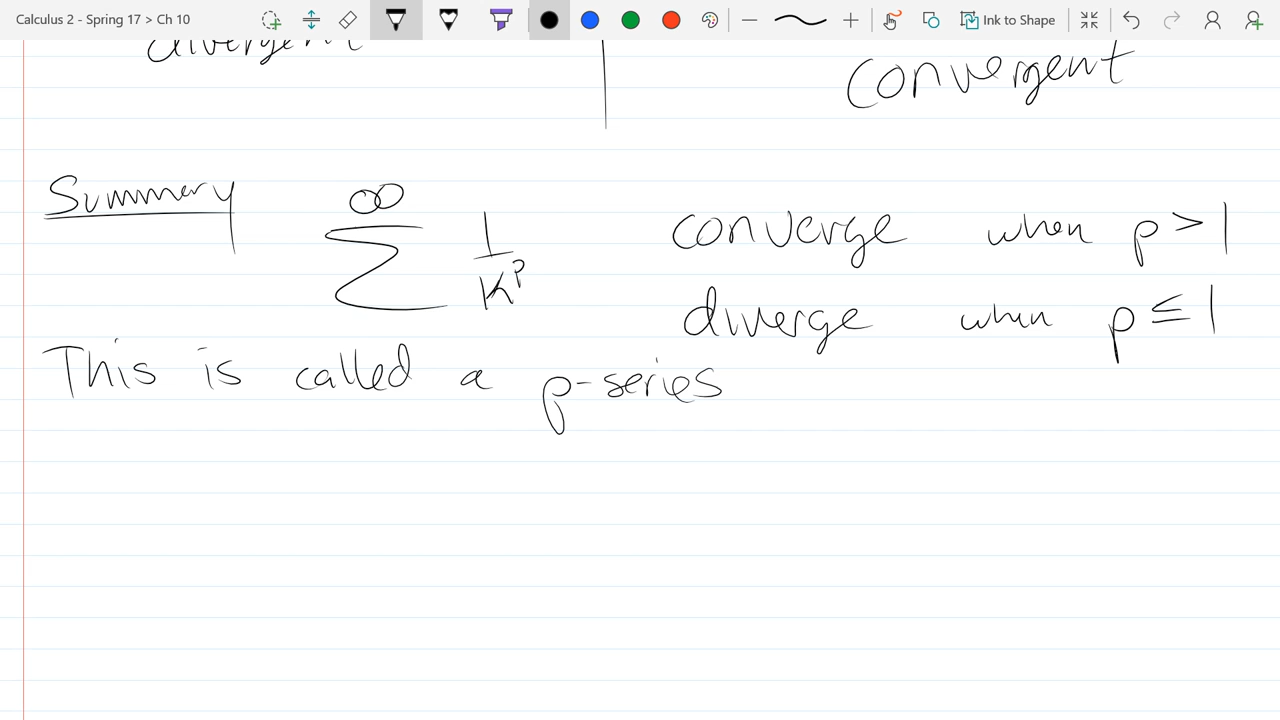 Calculus 2 - Spring 17 > Ch 10
Ink to Shape
divergent
convergent
Summary ∞ ∑ 1/K^p converge when p > 1
diverge when p ≤ 1
This is called a p-series